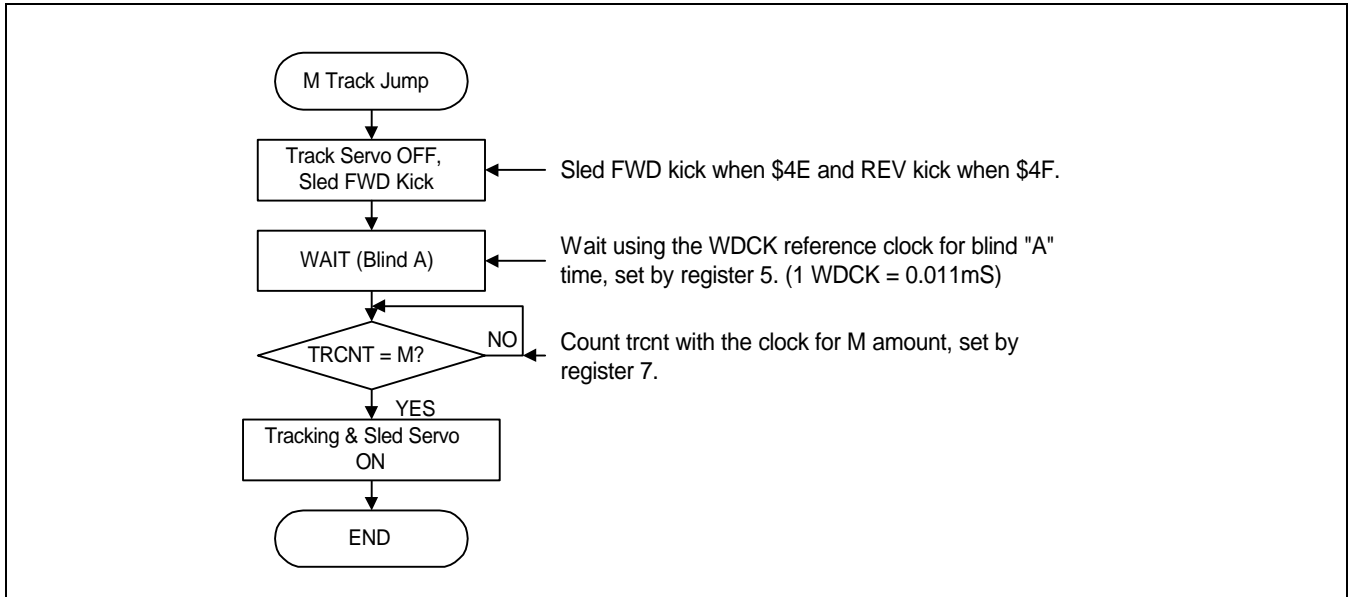 M Track Jump
Track Servo OFF,
Sled FWD Kick
Sled FWD kick when $4E and REV kick when $4F.
WAIT (Blind A)
Wait using the WDCK reference clock for blind "A"
time, set by register 5. (1 WDCK = 0.011mS)
TRCNT = M?
NO
Count trcnt with the clock for M amount, set by
register 7.
YES
Tracking & Sled Servo
ON
END